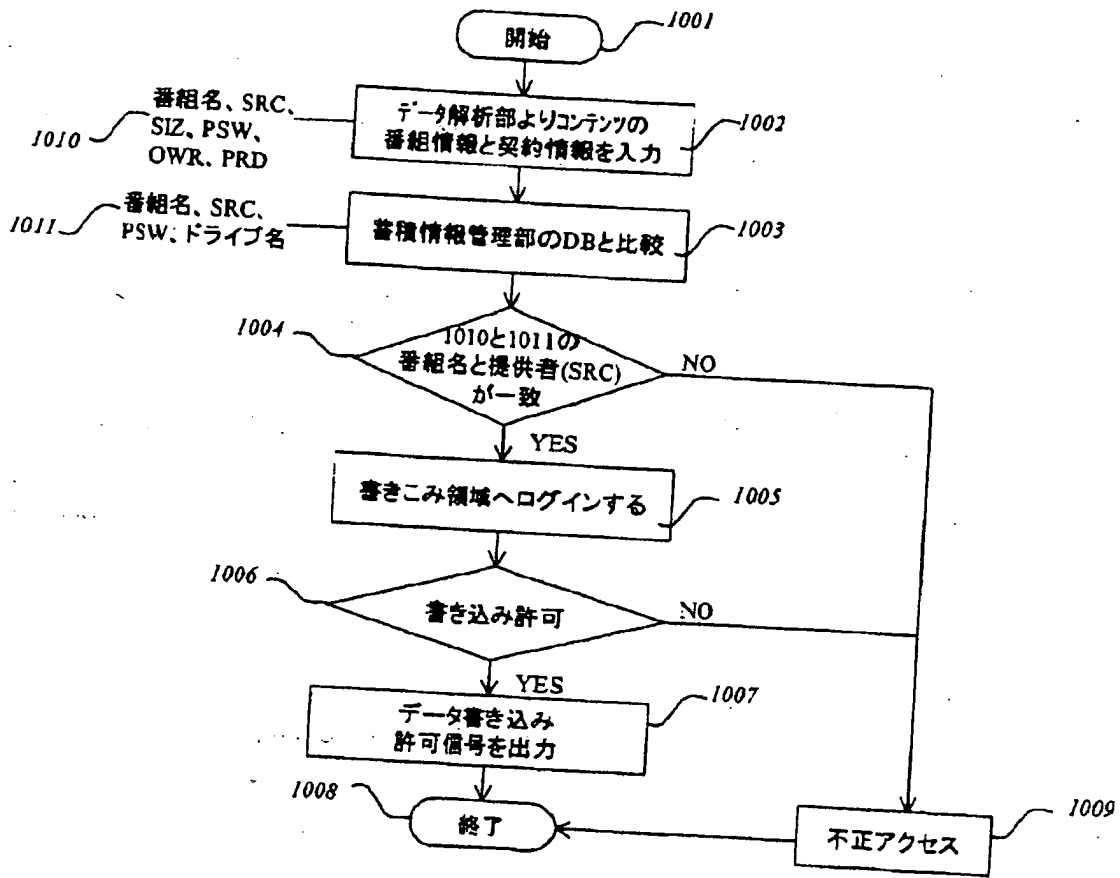 開始
1001
番組名、SRC、
SIZ、PSW、
OWR、PRD
1010
データ解析部よりコンテンツの
番組情報と契約情報を入力
1002
番組名、SRC、
PSW、ドライブ名
1011
蓄積情報管理部のDBと比較
1003
1004
1010と1011の
番組名と提供者(SRC)
が一致
NO
YES
書きこみ領域へログインする
1005
1006
書き込み許可
NO
YES
データ書き込み
許可信号を出力
1007
1008
終了
不正アクセス
1009